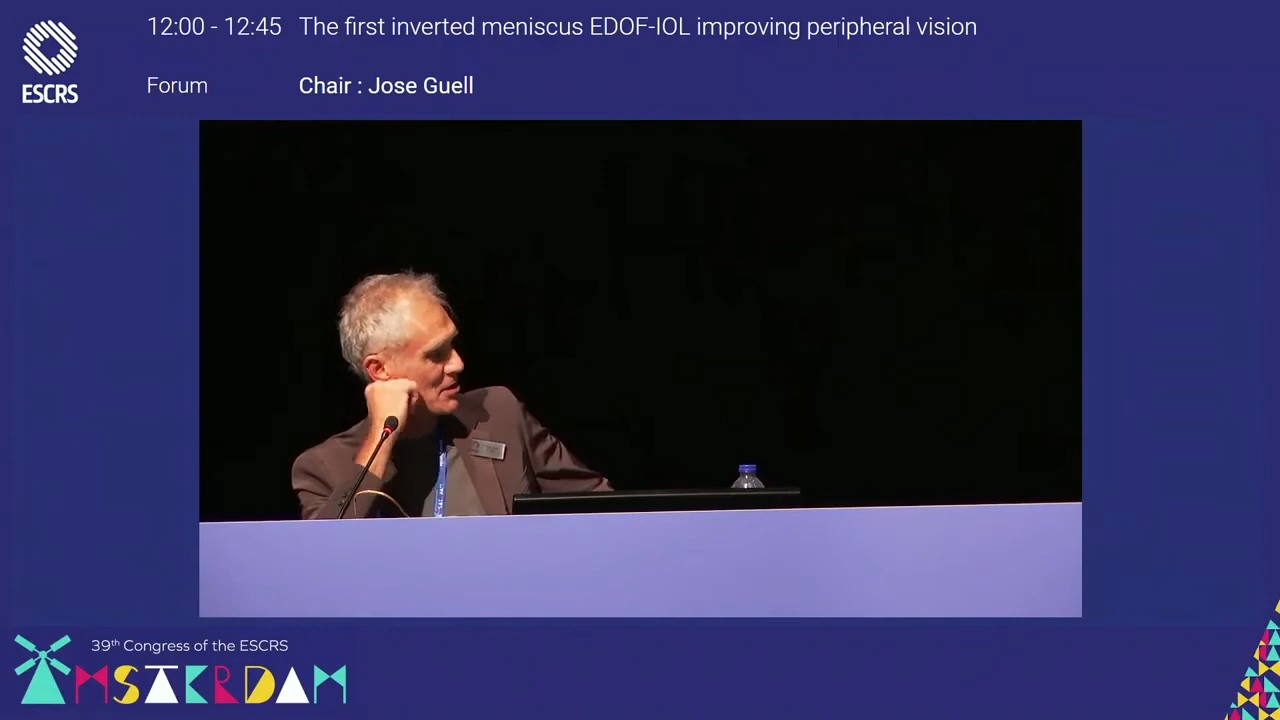 12:00 - 12:45 The first inverted meniscus EDOF-IOL improving peripheral vision
ESCRS
Forum Chair : Jose Guell
39th Congress of the ESCRS
AMSTERDAM